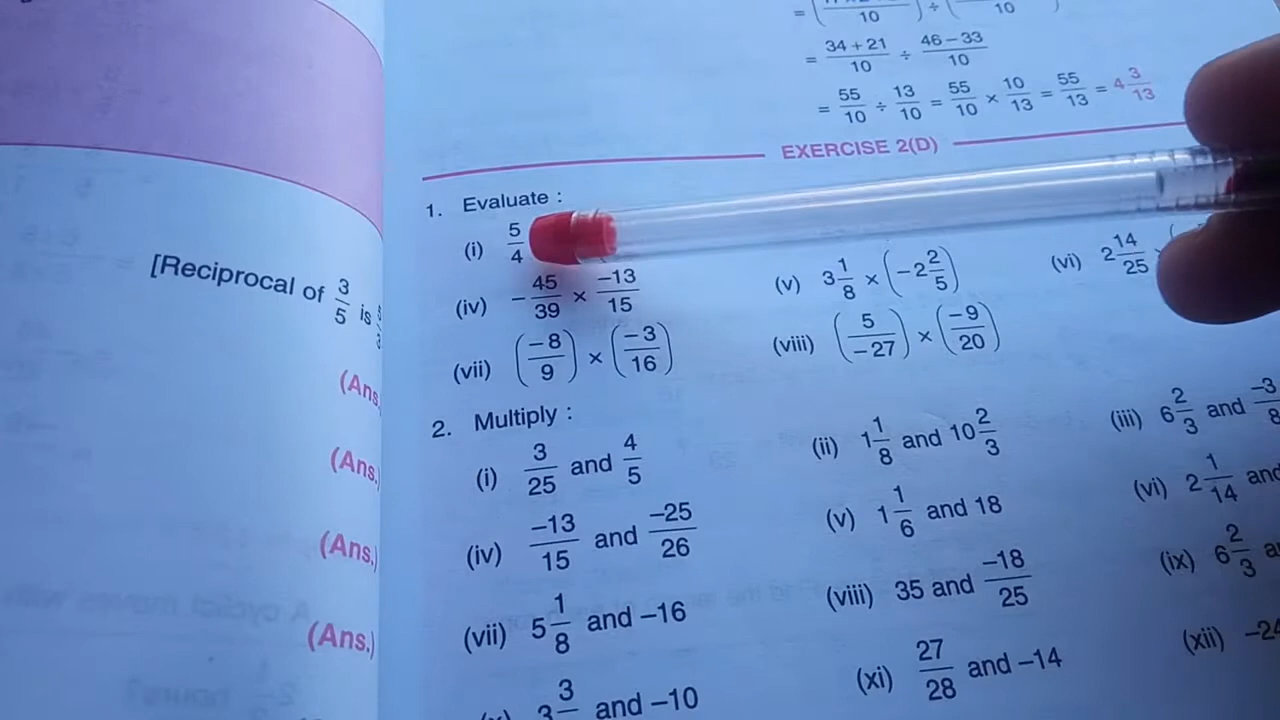 = ( / 10 ) ÷ ( / 10 )
= 34 + 21 / 10 ÷ 46 – 33 / 10
= 55/10 ÷ 13/10 = 55/10 × 10/13 = 55/13 = 4 3/13
EXERCISE 2(D)
1. Evaluate :
(i) 5/4
(iv) – 45/39 × –13/15
(v) 3 1/8 × (–2 2/5)
(vi) 2 14/25
(vii) (–8/9) × (–3/16)
(viii) (5/–27) × (–9/20)
2. Multiply :
(i) 3/25 and 4/5
(ii) 1 1/8 and 10 2/3
(iii) 6 2/3 and –3/8
(iv) –13/15 and –25/26
(v) 1 1/6 and 18
(vi) 2 1/14 and
(vii) 5 1/8 and –16
(viii) 35 and –18/25
(ix) 6 2/3
3 and –10
(xi) 27/28 and –14
(xii)
[Reciprocal of 3/5 is
(Ans.
(Ans.
(Ans.)
(Ans.)